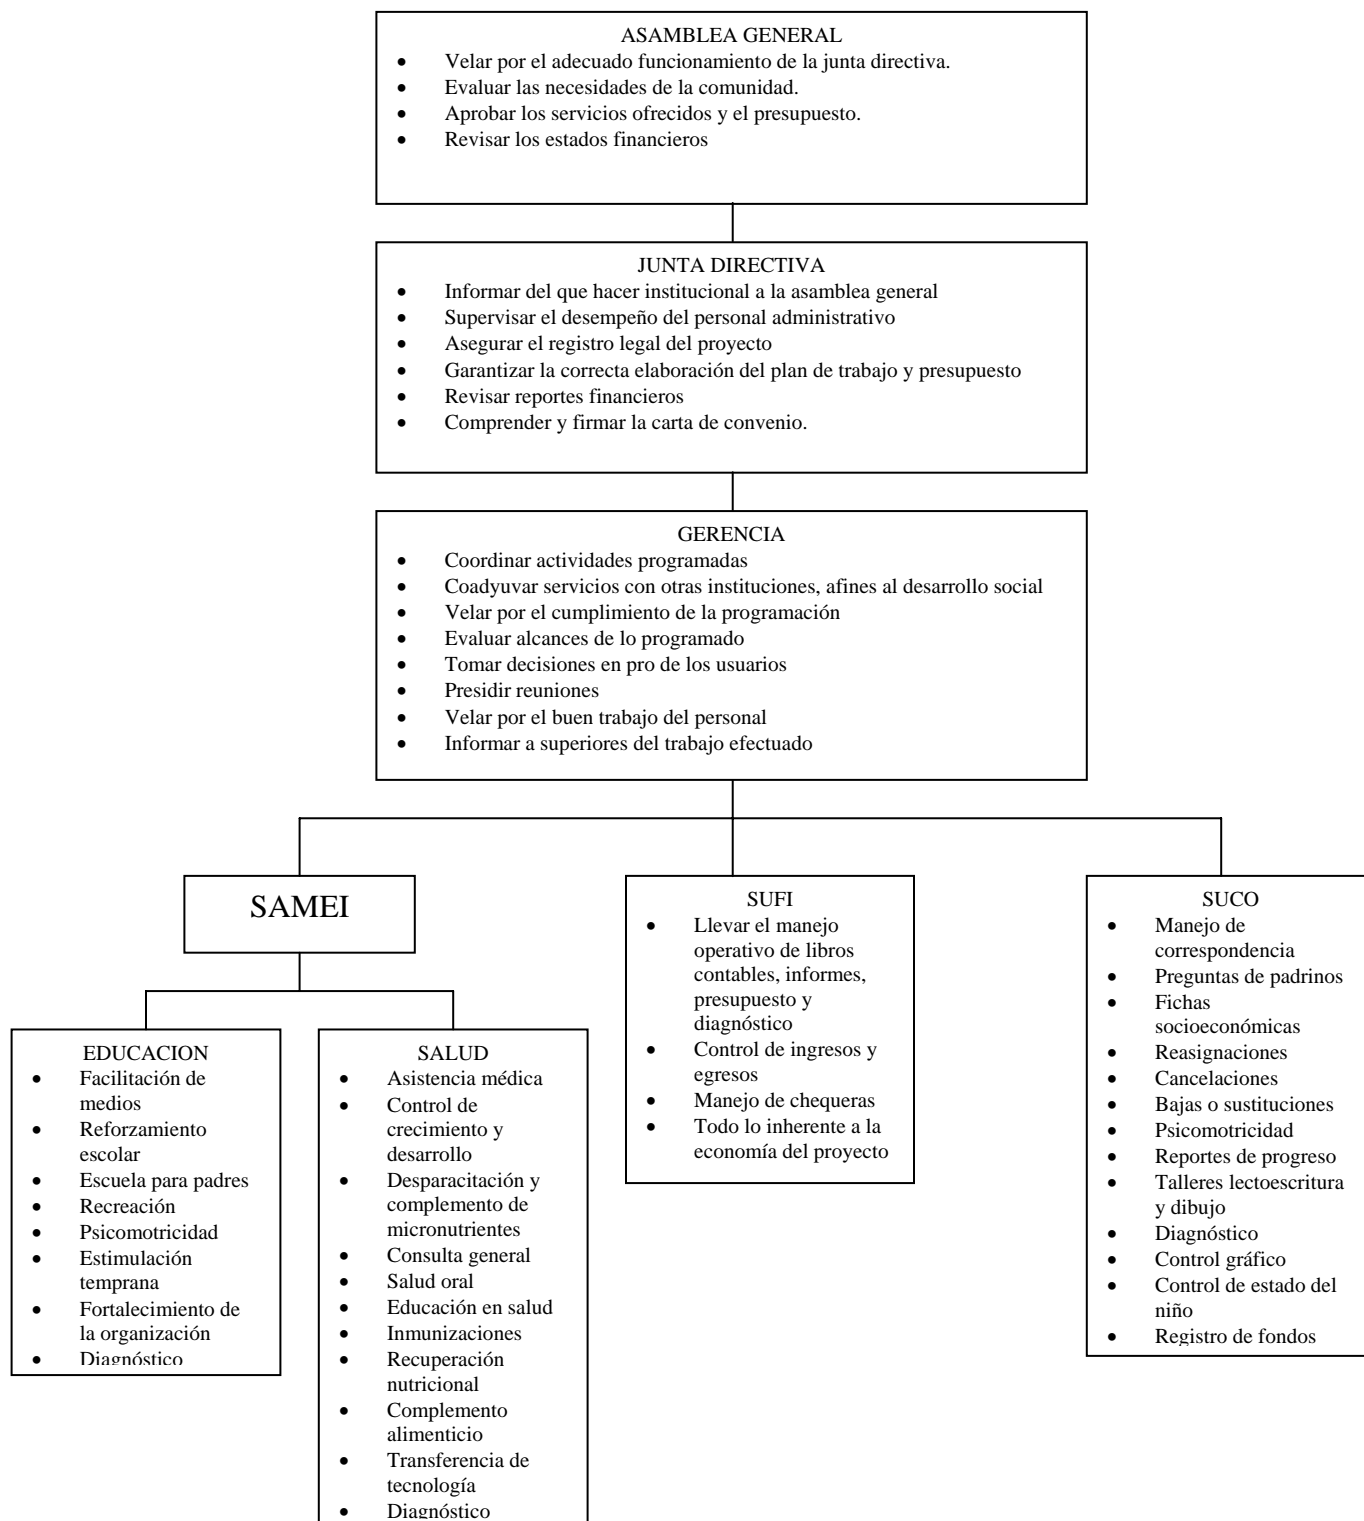 ASAMBLEA GENERAL
• Velar por el adecuado funcionamiento de la junta directiva.
• Evaluar las necesidades de la comunidad.
• Aprobar los servicios ofrecidos y el presupuesto.
• Revisar los estados financieros
JUNTA DIRECTIVA
• Informar del que hacer institucional a la asamblea general
• Supervisar el desempeño del personal administrativo
• Asegurar el registro legal del proyecto
• Garantizar la correcta elaboración del plan de trabajo y presupuesto
• Revisar reportes financieros
• Comprender y firmar la carta de convenio.
GERENCIA
• Coordinar actividades programadas
• Coadyuvar servicios con otras instituciones, afines al desarrollo social
• Velar por el cumplimiento de la programación
• Evaluar alcances de lo programado
• Tomar decisiones en pro de los usuarios
• Presidir reuniones
• Velar por el buen trabajo del personal
• Informar a superiores del trabajo efectuado
SAMEI
EDUCACION
• Facilitación de
medios
• Reforzamiento
escolar
• Escuela para padres
• Recreación
• Psicomotricidad
• Estimulación
temprana
• Fortalecimiento de
la organización
• Diagnóstico
SALUD
• Asistencia médica
• Control de
crecimiento y
desarrollo
• Desparacitación y
complemento de
micronutrientes
• Consulta general
• Salud oral
• Educación en salud
• Inmunizaciones
• Recuperación
nutricional
• Complemento
alimenticio
• Transferencia de
tecnología
• Diagnóstico
SUFI
• Llevar el manejo
operativo de libros
contables, informes,
presupuesto y
diagnóstico
• Control de ingresos y
egresos
• Manejo de chequeras
• Todo lo inherente a la
economía del proyecto
SUCO
• Manejo de
correspondencia
• Preguntas de padrinos
• Fichas
socioeconómicas
• Reasignaciones
• Cancelaciones
• Bajas o sustituciones
• Psicomotricidad
• Reportes de progreso
• Talleres lectoescritura
y dibujo
• Diagnóstico
• Control gráfico
• Control de estado del
niño
• Registro de fondos